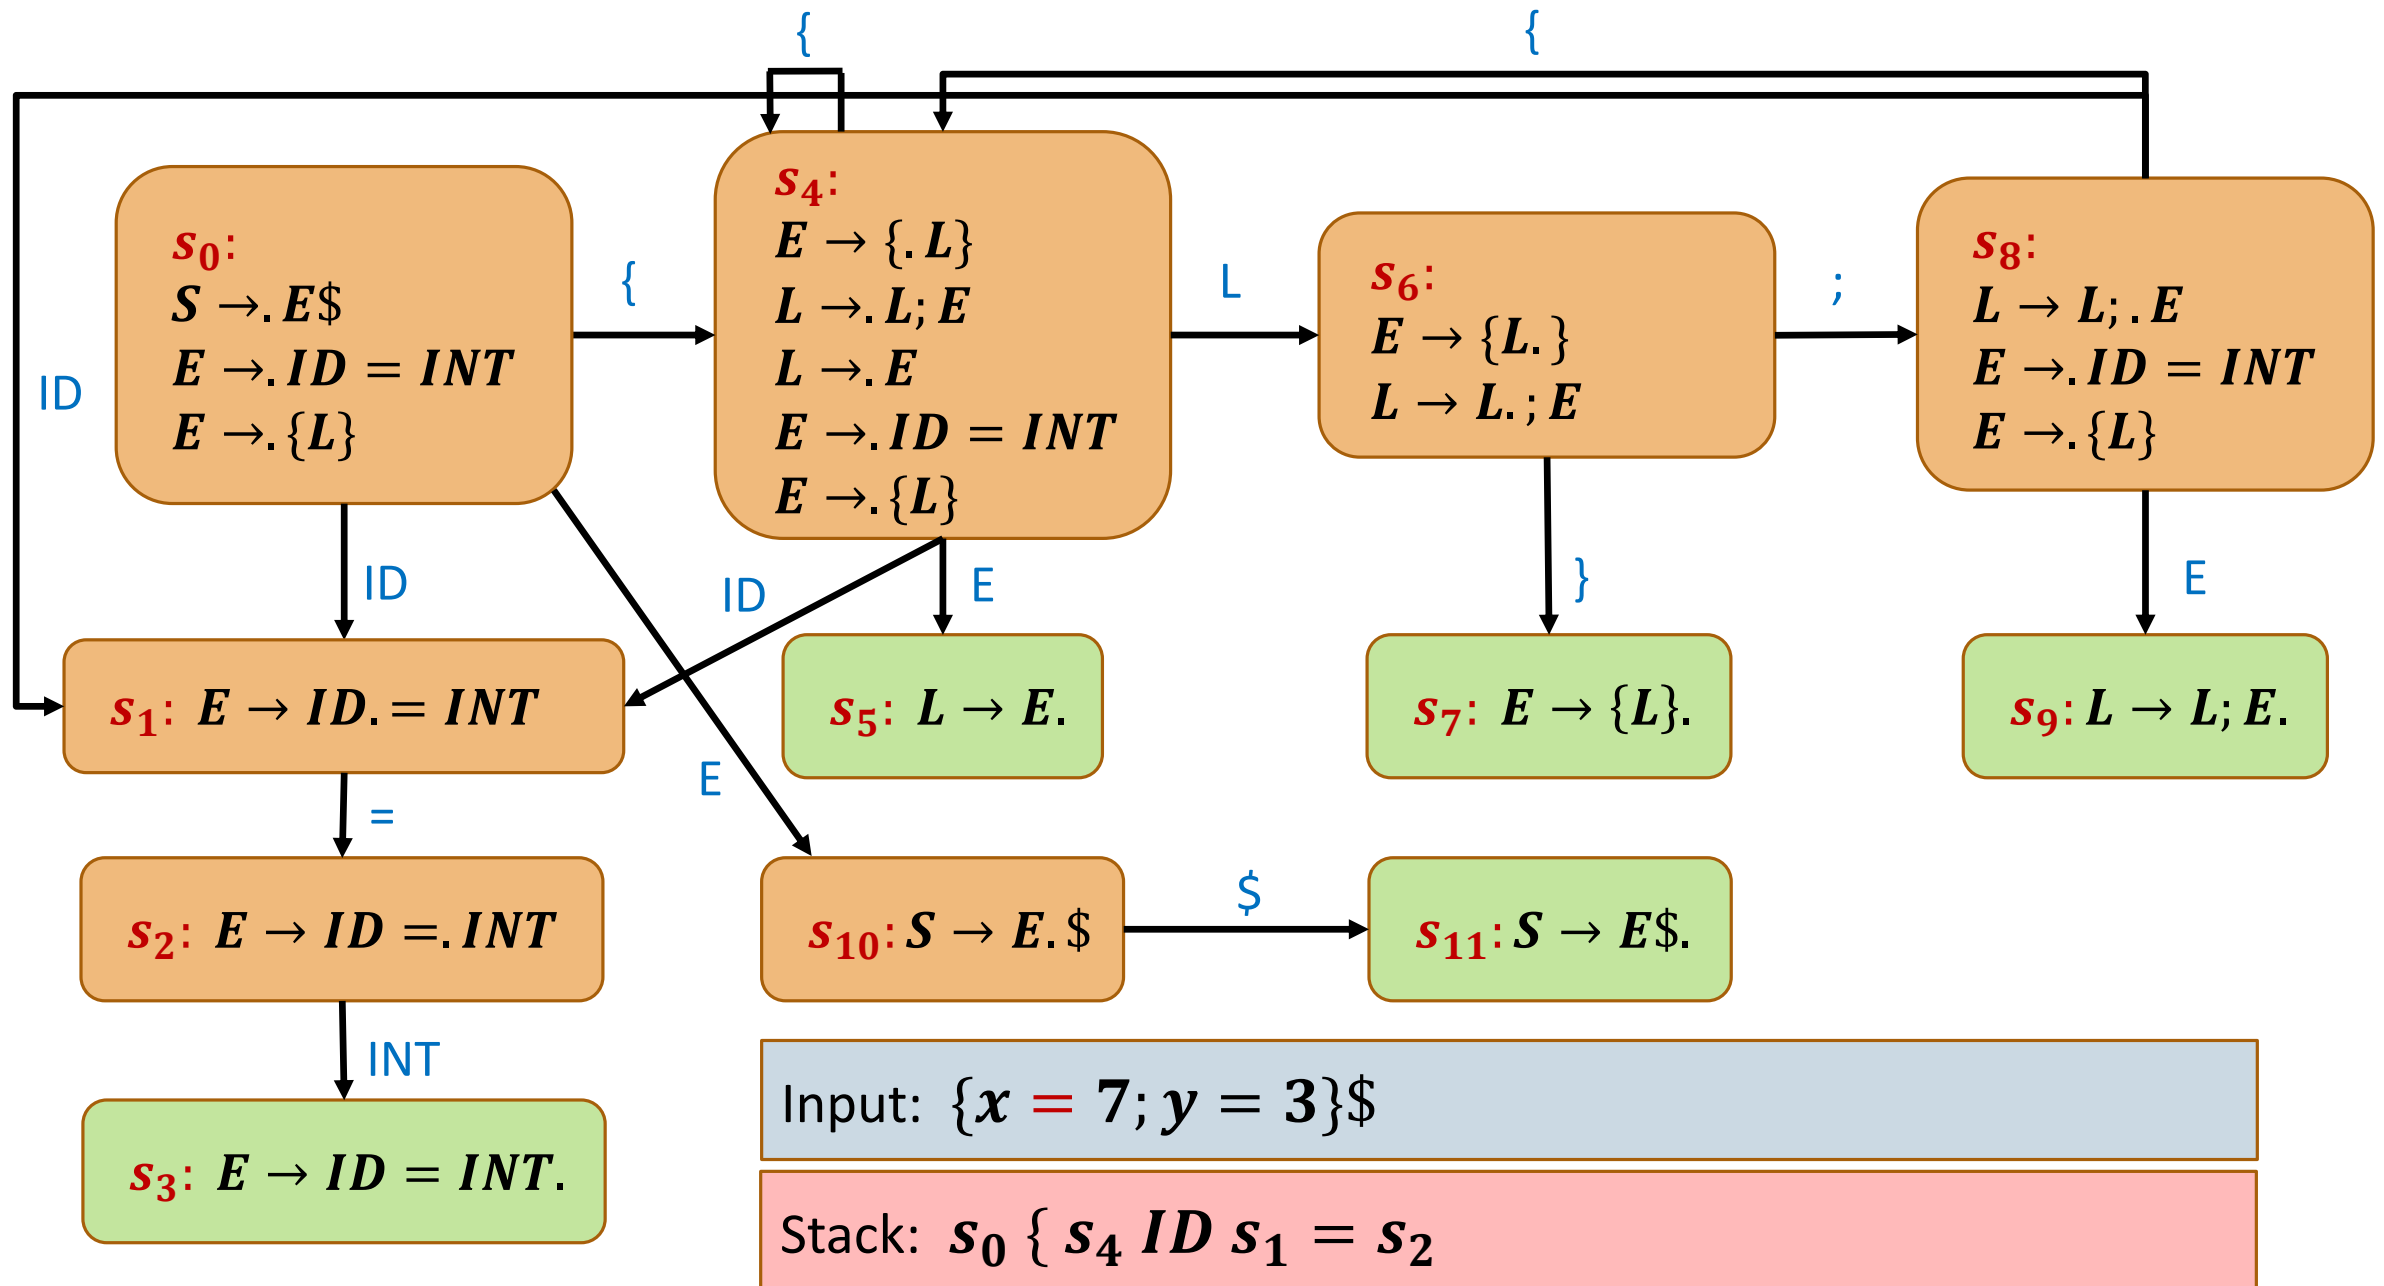 {
{
s₀:
S →. E$
E →. ID = INT
E →. {L}
{
s₄:
E → {. L}
L →. L; E
L →. E
E →. ID = INT
E →. {L}
L
s₆:
E → {L. }
L → L. ; E
;
s₈:
L → L; . E
E →. ID = INT
E →. {L}
ID
ID
ID
E
}
E
s₁: E → ID. = INT
s₅: L → E.
s₇: E → {L}.
s₉: L → L; E.
E
=
s₂: E → ID =. INT
s₁₀: S → E. $
$
s₁₁: S → E$.
INT
s₃: E → ID = INT.
Input: {x = 7; y = 3}$
Stack: s₀ { s₄ ID s₁ = s₂